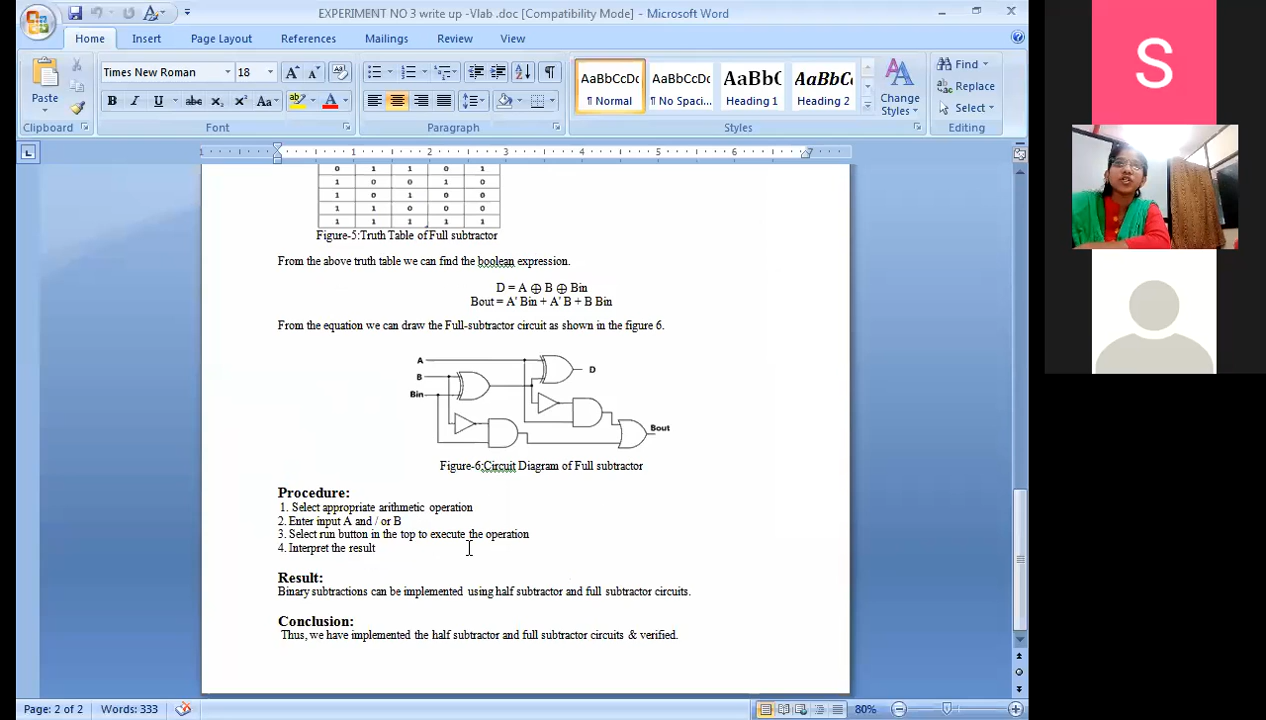 EXPERIMENT NO 3 write up -Vlab .doc [Compatibility Mode] - Microsoft Word
Home Insert Page Layout References Mailings Review View
Paste
Times New Roman 18
AaBbCcDc AaBbCcDc AaBbC AaBbCc
¶ Normal ¶ No Spaci... Heading 1 Heading 2
Change Styles
Find
Replace
Select
Clipboard Font Paragraph Styles Editing
1 1 2 3 4 5 6 7
0 1 1 0 1
1 0 0 1 0
1 0 1 0 0
1 1 0 0 0
1 1 1 1 1
Figure-5:Truth Table of Full subtractor
From the above truth table we can find the boolean expression.
D = A ⊕ B ⊕ Bin
Bout = A' Bin + A' B + B Bin
From the equation we can draw the Full-subtractor circuit as shown in the figure 6.
A
D
B
Bin
Bout
Figure-6:Circuit Diagram of Full subtractor
Procedure:
1. Select appropriate arithmetic operation
2. Enter input A and / or B
3. Select run button in the top to execute the operation
4. Interpret the result
Result:
Binary subtractions can be implemented using half subtractor and full subtractor circuits.
Conclusion:
Thus, we have implemented the half subtractor and full subtractor circuits & verified.
Page: 2 of 2 Words: 333 80%
S